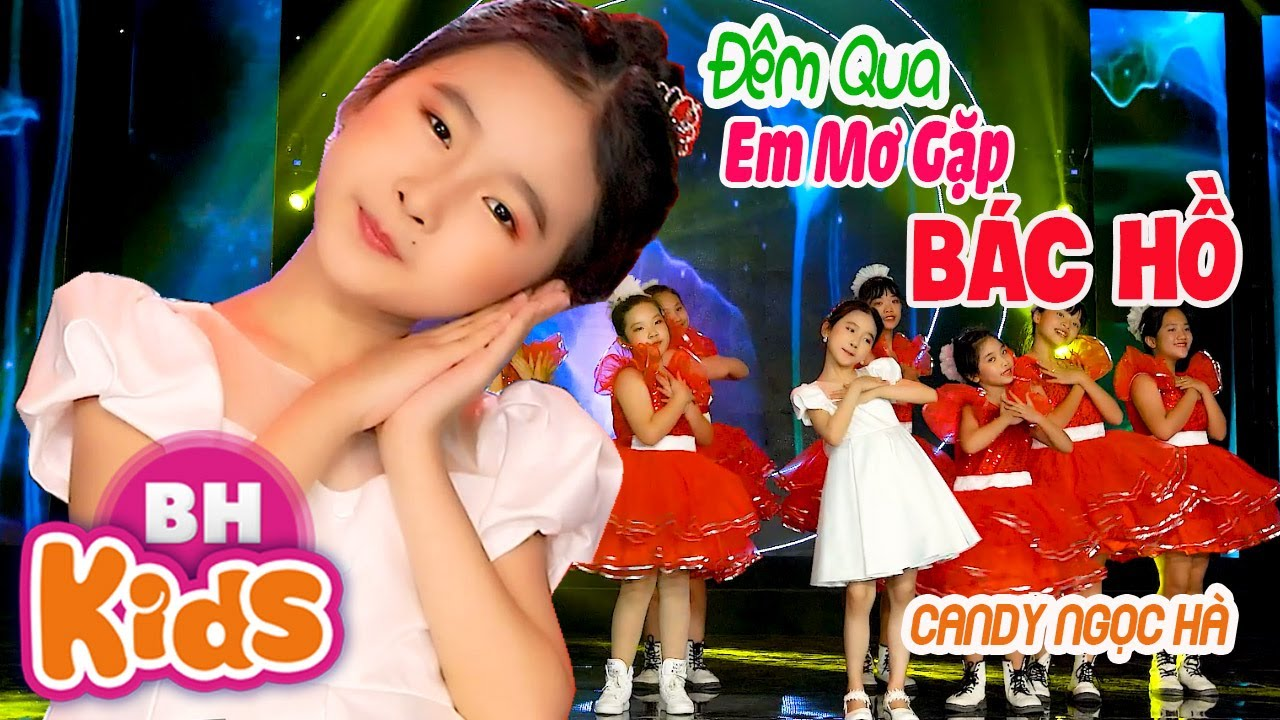 Đêm Qua
Em Mơ Gặp
BÁC HỒ
BH
Kids
CANDY NGỌC HÀ